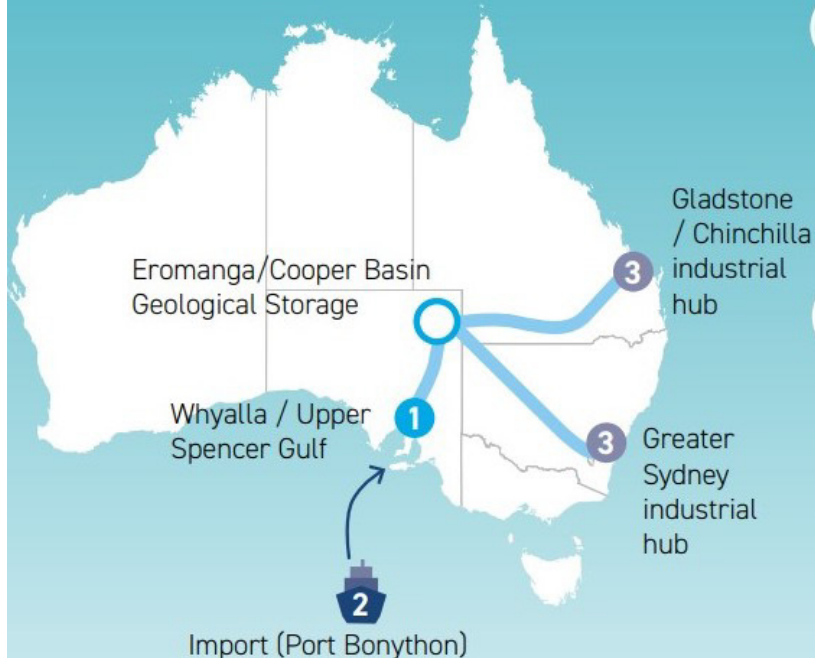 Gladstone
/ Chinchilla
industrial
hub
3
Eromanga/Cooper Basin
Geological Storage
Whyalla / Upper
Spencer Gulf
1
3
Greater
Sydney
industrial
hub
2
Import (Port Bonython)